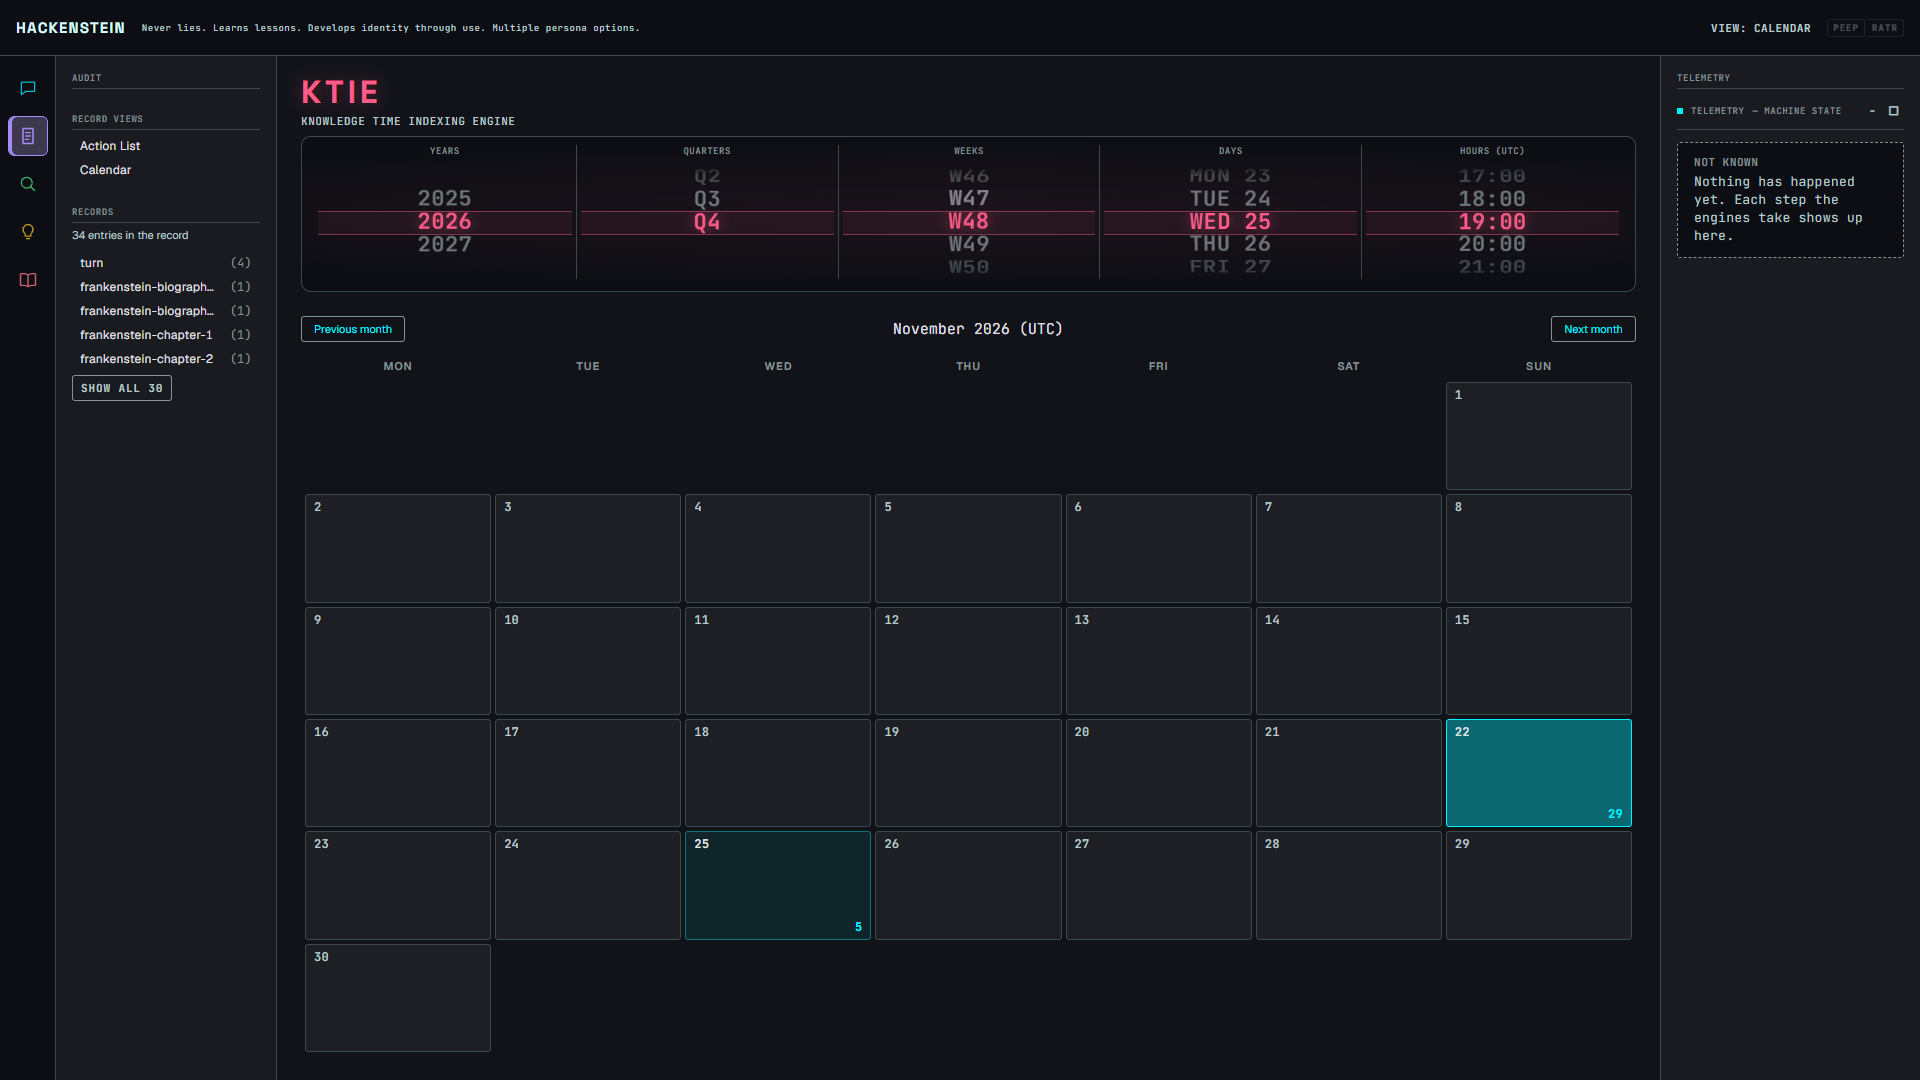 HACKENSTEIN
Never lies. Learns lessons. Develops identity through use. Multiple persona options.
VIEW: CALENDAR
PEEP RATR
AUDIT
RECORD VIEWS
Action List
Calendar
RECORDS
34 entries in the record
turn (4)
frankenstein-biograph… (1)
frankenstein-biograph… (1)
frankenstein-chapter-1 (1)
frankenstein-chapter-2 (1)
SHOW ALL 30
KTIE
KNOWLEDGE TIME INDEXING ENGINE
YEARS
2025
2026
2027
QUARTERS
Q2
Q3
Q4
WEEKS
W46
W47
W48
W49
W50
DAYS
MON 23
TUE 24
WED 25
THU 26
FRI 27
HOURS (UTC)
17:00
18:00
19:00
20:00
21:00
Previous month
November 2026 (UTC)
Next month
MON TUE WED THU FRI SAT SUN
1
2 3 4 5 6 7 8
9 10 11 12 13 14 15
16 17 18 19 20 21 22
29
23 24 25 26 27 28 29
5
30
TELEMETRY
TELEMETRY — MACHINE STATE -
NOT KNOWN
Nothing has happened
yet. Each step the
engines take shows up
here.